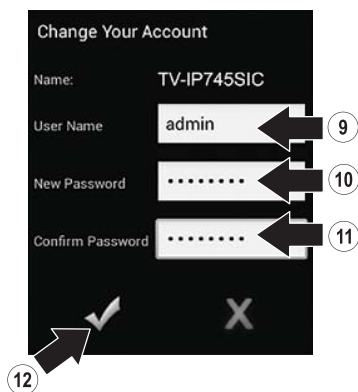 Change Your Account
Name: TV-IP745SIC
User Name admin 9
New Password •••••••• 10
Confirm Password •••••••• 11
X
12